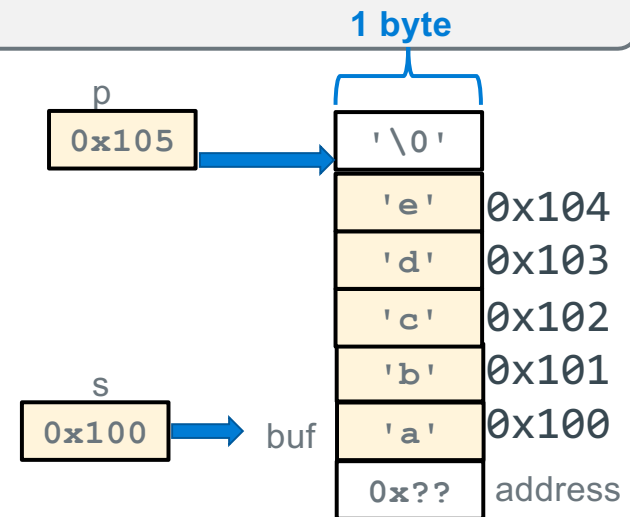 1 byte
p
0x105
'\0'
'e' 0x104
'd' 0x103
'c' 0x102
'b' 0x101
s
0x100 buf 'a' 0x100
0x?? address